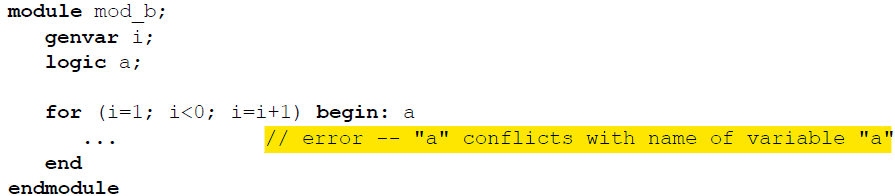 module mod_b;
genvar i;
logic a;
for (i=1; i<0; i=i+1) begin: a
... // error -- "a" conflicts with name of variable "a"
end
endmodule